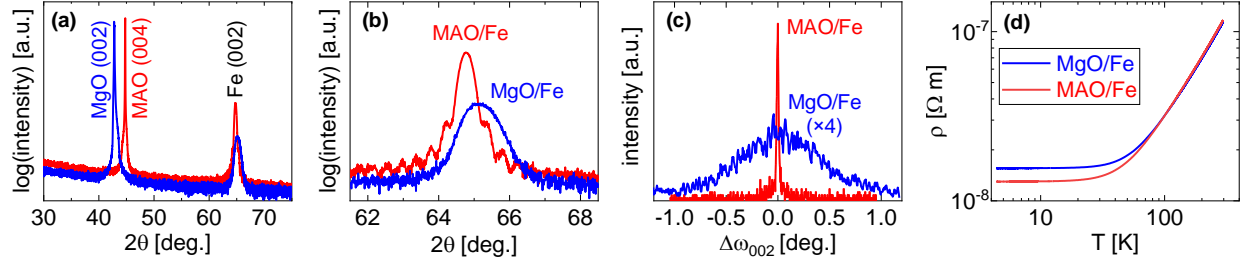 (a)
log(intensity) [a.u.]
MgO (002)
MAO (004)
Fe (002)
30 40 50 60 70
2θ [deg.]
(b)
log(intensity) [a.u.]
MAO/Fe
MgO/Fe
62 64 66 68
2θ [deg.]
(c)
intensity [a.u.]
MAO/Fe
MgO/Fe
(×4)
-1.0 -0.5 0.0 0.5 1.0
Δω002 [deg.]
(d)
ρ [Ω m]
10-7
10-8
MgO/Fe
MAO/Fe
10 100
T [K]